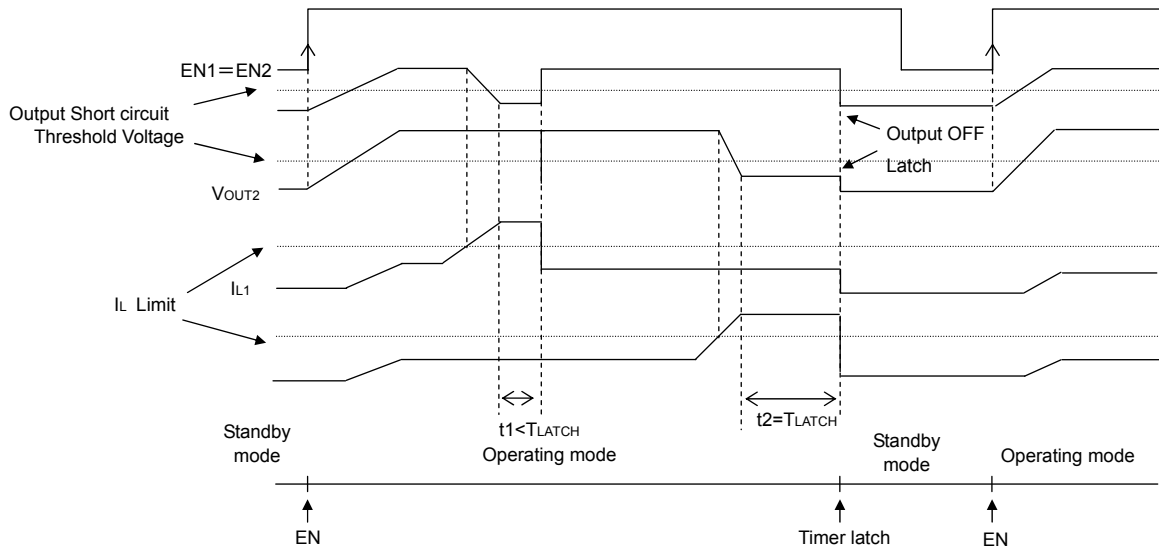 EN1=EN2
Output Short circuit
Threshold Voltage
Output OFF
Latch
VOUT2
IL1
IL Limit
t1<TLATCH
t2=TLATCH
Standby
mode
Operating mode
Standby
mode
Operating mode
EN
Timer latch
EN